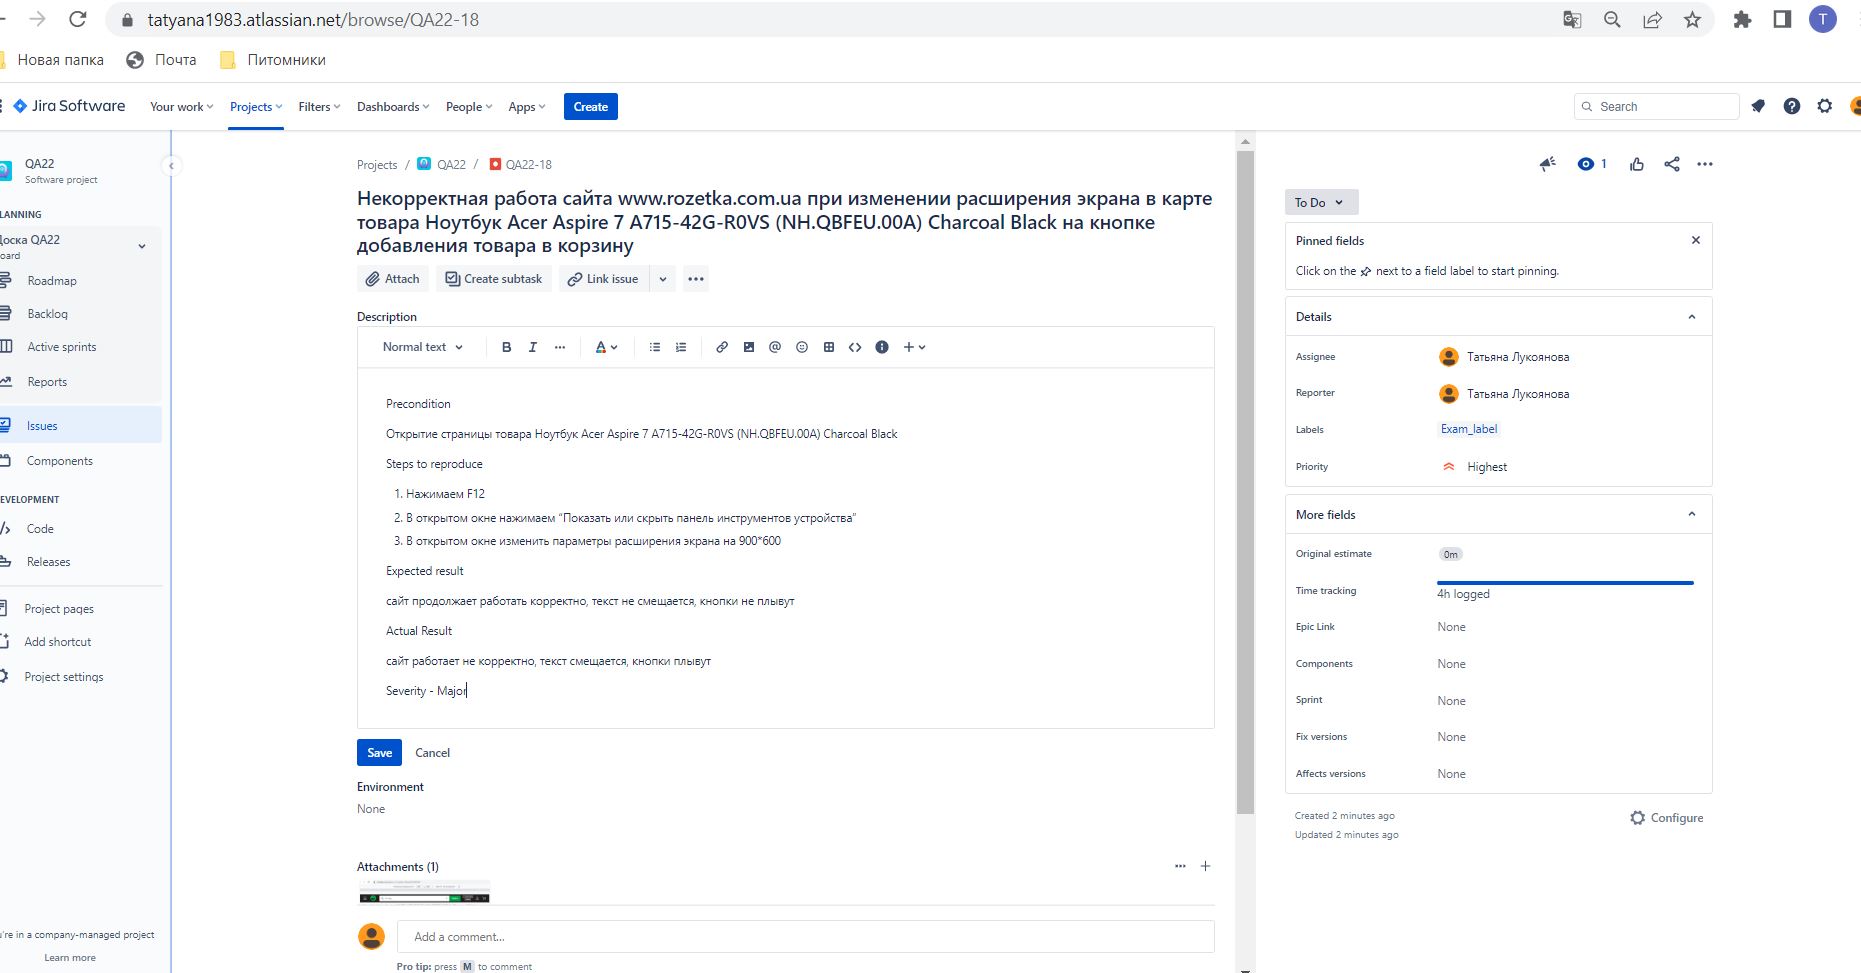 tatyana1983.atlassian.net/browse/QA22-18
T
Новая папка
Почта
Питомники
Jira Software
Your work
Projects
Filters
Dashboards
People
Apps
Create
Search
QA22
Software project
LANNING
Доска QA22
oard
Roadmap
Backlog
Active sprints
Reports
Issues
Components
EVELOPMENT
Code
Releases
Project pages
Add shortcut
Project settings
u're in a company-managed project
Learn more
Projects / QA22 / QA22-18
Некорректная работа сайта www.rozetka.com.ua при изменении расширения экрана в карте
товара Ноутбук Acer Aspire 7 A715-42G-R0VS (NH.QBFEU.00A) Charcoal Black на кнопке
добавления товара в корзину
Attach
Create subtask
Link issue
Description
Normal text
B I
A
Precondition
Открытие страницы товара Ноутбук Acer Aspire 7 A715-42G-R0VS (NH.QBFEU.00A) Charcoal Black
Steps to reproduce
1. Нажимаем F12
2. В открытом окне нажимаем “Показать или скрыть панель инструментов устройства”
3. В открытом окне изменить параметры расширения экрана на 900*600
Expected result
сайт продолжает работать корректно, текст не смещается, кнопки не плывут
Actual Result
сайт работает не корректно, текст смещается, кнопки плывут
Severity - Major
Save
Cancel
Environment
None
Attachments (1)
Add a comment...
Pro tip: press M to comment
1
To Do
Pinned fields
Click on the next to a field label to start pinning.
Details
Assignee
Татьяна Лукоянова
Reporter
Татьяна Лукоянова
Labels
Exam_label
Priority
Highest
More fields
Original estimate
0m
Time tracking
4h logged
Epic Link
None
Components
None
Sprint
None
Fix versions
None
Affects versions
None
Created 2 minutes ago
Updated 2 minutes ago
Configure